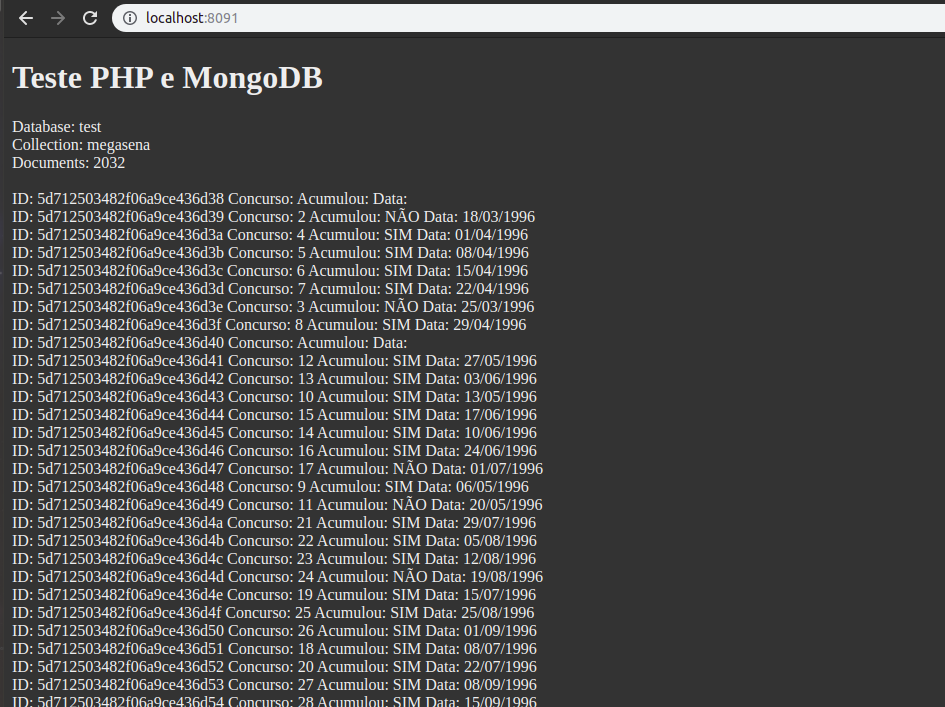 localhost:8091
Teste PHP e MongoDB
Database: test
Collection: megasena
Documents: 2032
ID: 5d712503482f06a9ce436d38 Concurso: Acumulou: Data:
ID: 5d712503482f06a9ce436d39 Concurso: 2 Acumulou: NÃO Data: 18/03/1996
ID: 5d712503482f06a9ce436d3a Concurso: 4 Acumulou: SIM Data: 01/04/1996
ID: 5d712503482f06a9ce436d3b Concurso: 5 Acumulou: SIM Data: 08/04/1996
ID: 5d712503482f06a9ce436d3c Concurso: 6 Acumulou: SIM Data: 15/04/1996
ID: 5d712503482f06a9ce436d3d Concurso: 7 Acumulou: SIM Data: 22/04/1996
ID: 5d712503482f06a9ce436d3e Concurso: 3 Acumulou: NÃO Data: 25/03/1996
ID: 5d712503482f06a9ce436d3f Concurso: 8 Acumulou: SIM Data: 29/04/1996
ID: 5d712503482f06a9ce436d40 Concurso: Acumulou: Data:
ID: 5d712503482f06a9ce436d41 Concurso: 12 Acumulou: SIM Data: 27/05/1996
ID: 5d712503482f06a9ce436d42 Concurso: 13 Acumulou: SIM Data: 03/06/1996
ID: 5d712503482f06a9ce436d43 Concurso: 10 Acumulou: SIM Data: 13/05/1996
ID: 5d712503482f06a9ce436d44 Concurso: 15 Acumulou: SIM Data: 17/06/1996
ID: 5d712503482f06a9ce436d45 Concurso: 14 Acumulou: SIM Data: 10/06/1996
ID: 5d712503482f06a9ce436d46 Concurso: 16 Acumulou: SIM Data: 24/06/1996
ID: 5d712503482f06a9ce436d47 Concurso: 17 Acumulou: NÃO Data: 01/07/1996
ID: 5d712503482f06a9ce436d48 Concurso: 9 Acumulou: SIM Data: 06/05/1996
ID: 5d712503482f06a9ce436d49 Concurso: 11 Acumulou: NÃO Data: 20/05/1996
ID: 5d712503482f06a9ce436d4a Concurso: 21 Acumulou: SIM Data: 29/07/1996
ID: 5d712503482f06a9ce436d4b Concurso: 22 Acumulou: SIM Data: 05/08/1996
ID: 5d712503482f06a9ce436d4c Concurso: 23 Acumulou: SIM Data: 12/08/1996
ID: 5d712503482f06a9ce436d4d Concurso: 24 Acumulou: NÃO Data: 19/08/1996
ID: 5d712503482f06a9ce436d4e Concurso: 19 Acumulou: SIM Data: 15/07/1996
ID: 5d712503482f06a9ce436d4f Concurso: 25 Acumulou: SIM Data: 25/08/1996
ID: 5d712503482f06a9ce436d50 Concurso: 26 Acumulou: SIM Data: 01/09/1996
ID: 5d712503482f06a9ce436d51 Concurso: 18 Acumulou: SIM Data: 08/07/1996
ID: 5d712503482f06a9ce436d52 Concurso: 20 Acumulou: SIM Data: 22/07/1996
ID: 5d712503482f06a9ce436d53 Concurso: 27 Acumulou: SIM Data: 08/09/1996
ID: 5d712503482f06a9ce436d54 Concurso: 28 Acumulou: SIM Data: 15/09/1996